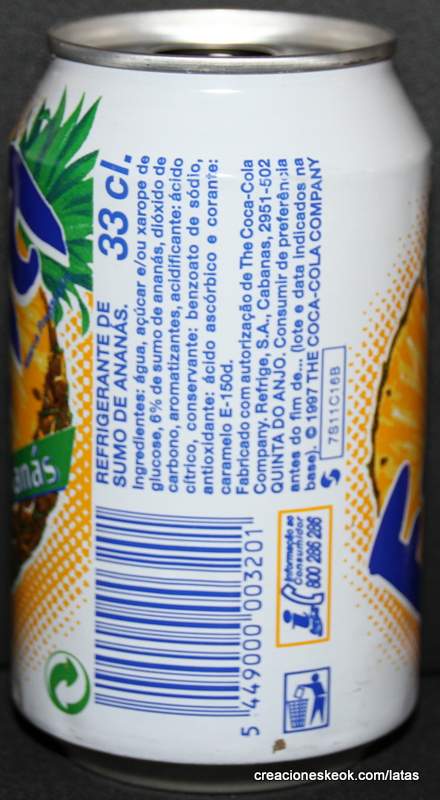 REFRIGERANTE DE
SUMO DE ANANÁS. 33 cl.
Ingredientes: água, açúcar e/ou xarope de
glucose, 6% de sumo de ananás, dióxido de
carbono, aromatizantes, acidificante: ácido
cítrico, conservante: benzoato de sódio,
antioxidante: ácido ascórbico e corante:
caramelo E-150d.
Fabricado com autorização de The Coca-Cola
Company. Refrige, S.A., Cabanas, 2951-502
QUINTA DO ANJO. Consumir de preferência
antes do fim de... (lote e data indicados na
base). © 1997 THE COCA-COLA COMPANY
7S11C16B
5 449000 003201
i Informação ao
Consumidor
800 286 286
anás
creacioneskeok.com/latas